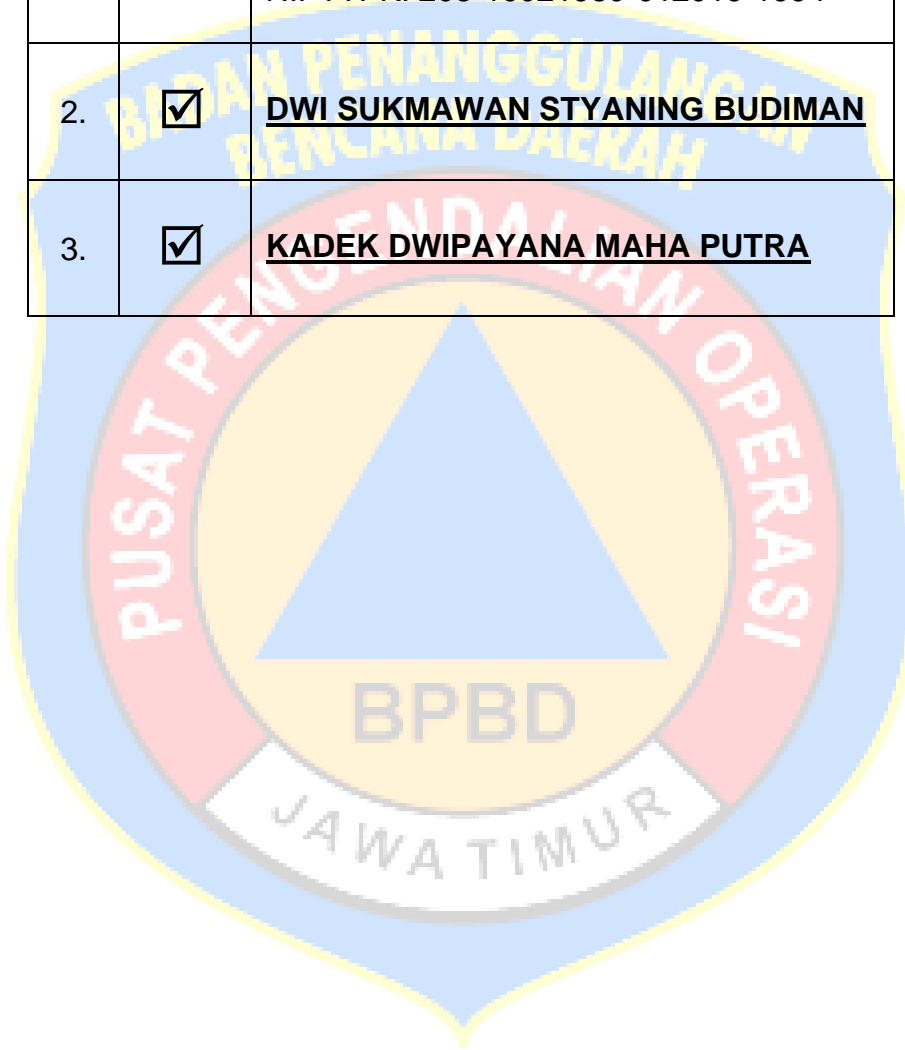 2. ☑ DWI SUKMAWAN STYANING BUDIMAN
3. ☑ KADEK DWIPAYANA MAHA PUTRA
BADAN PENANGGULANGAN
BENCANA DAERAH
PUSAT PENGENDALIAN OPERASI
BPBD
JAWA TIMUR